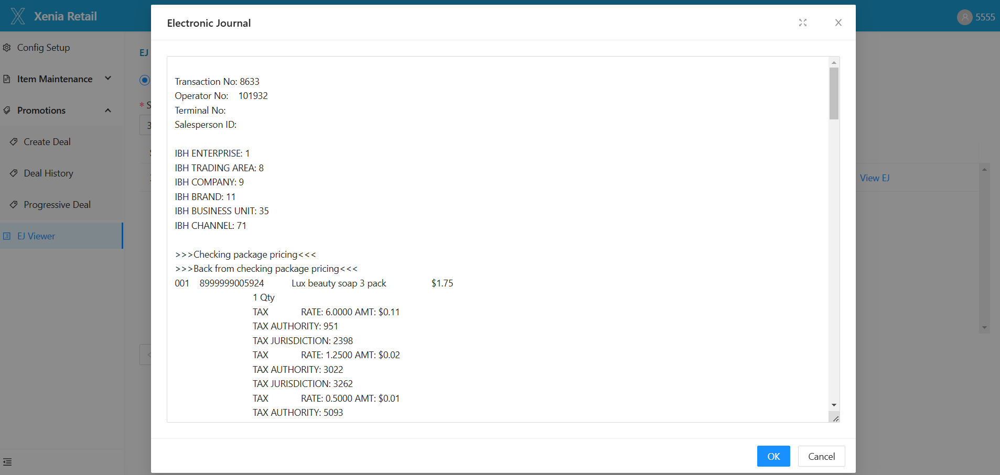 Xenia Retail
5555
Config Setup
Item Maintenance
Promotions
Create Deal
Deal History
Progressive Deal
EJ Viewer
EJ
* S
3
View EJ
Electronic Journal
Transaction No: 8633
Operator No: 101932
Terminal No:
Salesperson ID:
IBH ENTERPRISE: 1
IBH TRADING AREA: 8
IBH COMPANY: 9
IBH BRAND: 11
IBH BUSINESS UNIT: 35
IBH CHANNEL: 71
>>>Checking package pricing<<<
>>>Back from checking package pricing<<<
001 8999999005924 Lux beauty soap 3 pack $1.75
1 Qty
TAX RATE: 6.0000 AMT: $0.11
TAX AUTHORITY: 951
TAX JURISDICTION: 2398
TAX RATE: 1.2500 AMT: $0.02
TAX AUTHORITY: 3022
TAX JURISDICTION: 3262
TAX RATE: 0.5000 AMT: $0.01
TAX AUTHORITY: 5093
OK
Cancel